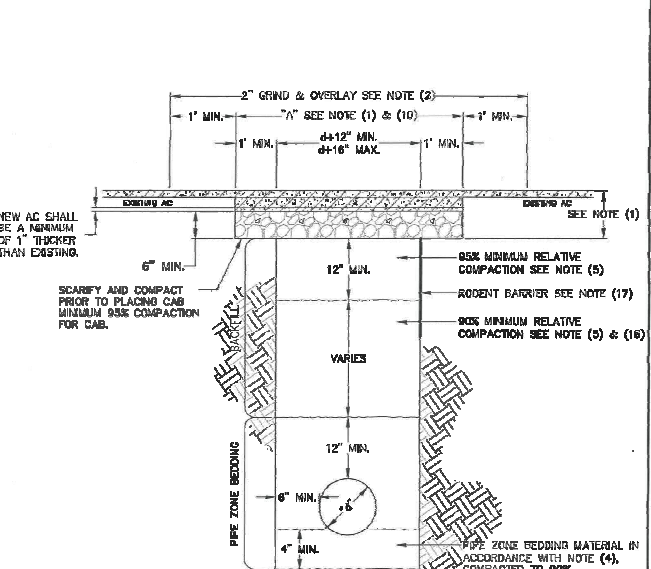 2" GRIND & OVERLAY SEE NOTE (2)
1' MIN.
"A" SEE NOTE (1) & (10)
1' MIN.
1' MIN.
d+12" MIN.
d+16" MAX.
1' MIN.
EXISTING AC
EXISTING AC
SEE NOTE (1)
NEW AC SHALL
BE A MINIMUM
OF 1" THICKER
THAN EXISTING.
6" MIN.
SCARIFY AND COMPACT
PRIOR TO PLACING CAB
MINIMUM 95% COMPACTION
FOR CAB.
12" MIN.
95% MINIMUM RELATIVE
COMPACTION SEE NOTE (5)
RODENT BARRIER SEE NOTE (17)
90% MINIMUM RELATIVE
COMPACTION SEE NOTE (5) & (16)
BACKFILL
VARIES
12" MIN.
PIPE ZONE BEDDING
6" MIN.
4" MIN.
PIPE ZONE BEDDING MATERIAL IN
ACCORDANCE WITH NOTE (4),
COMPACTED TO 90%